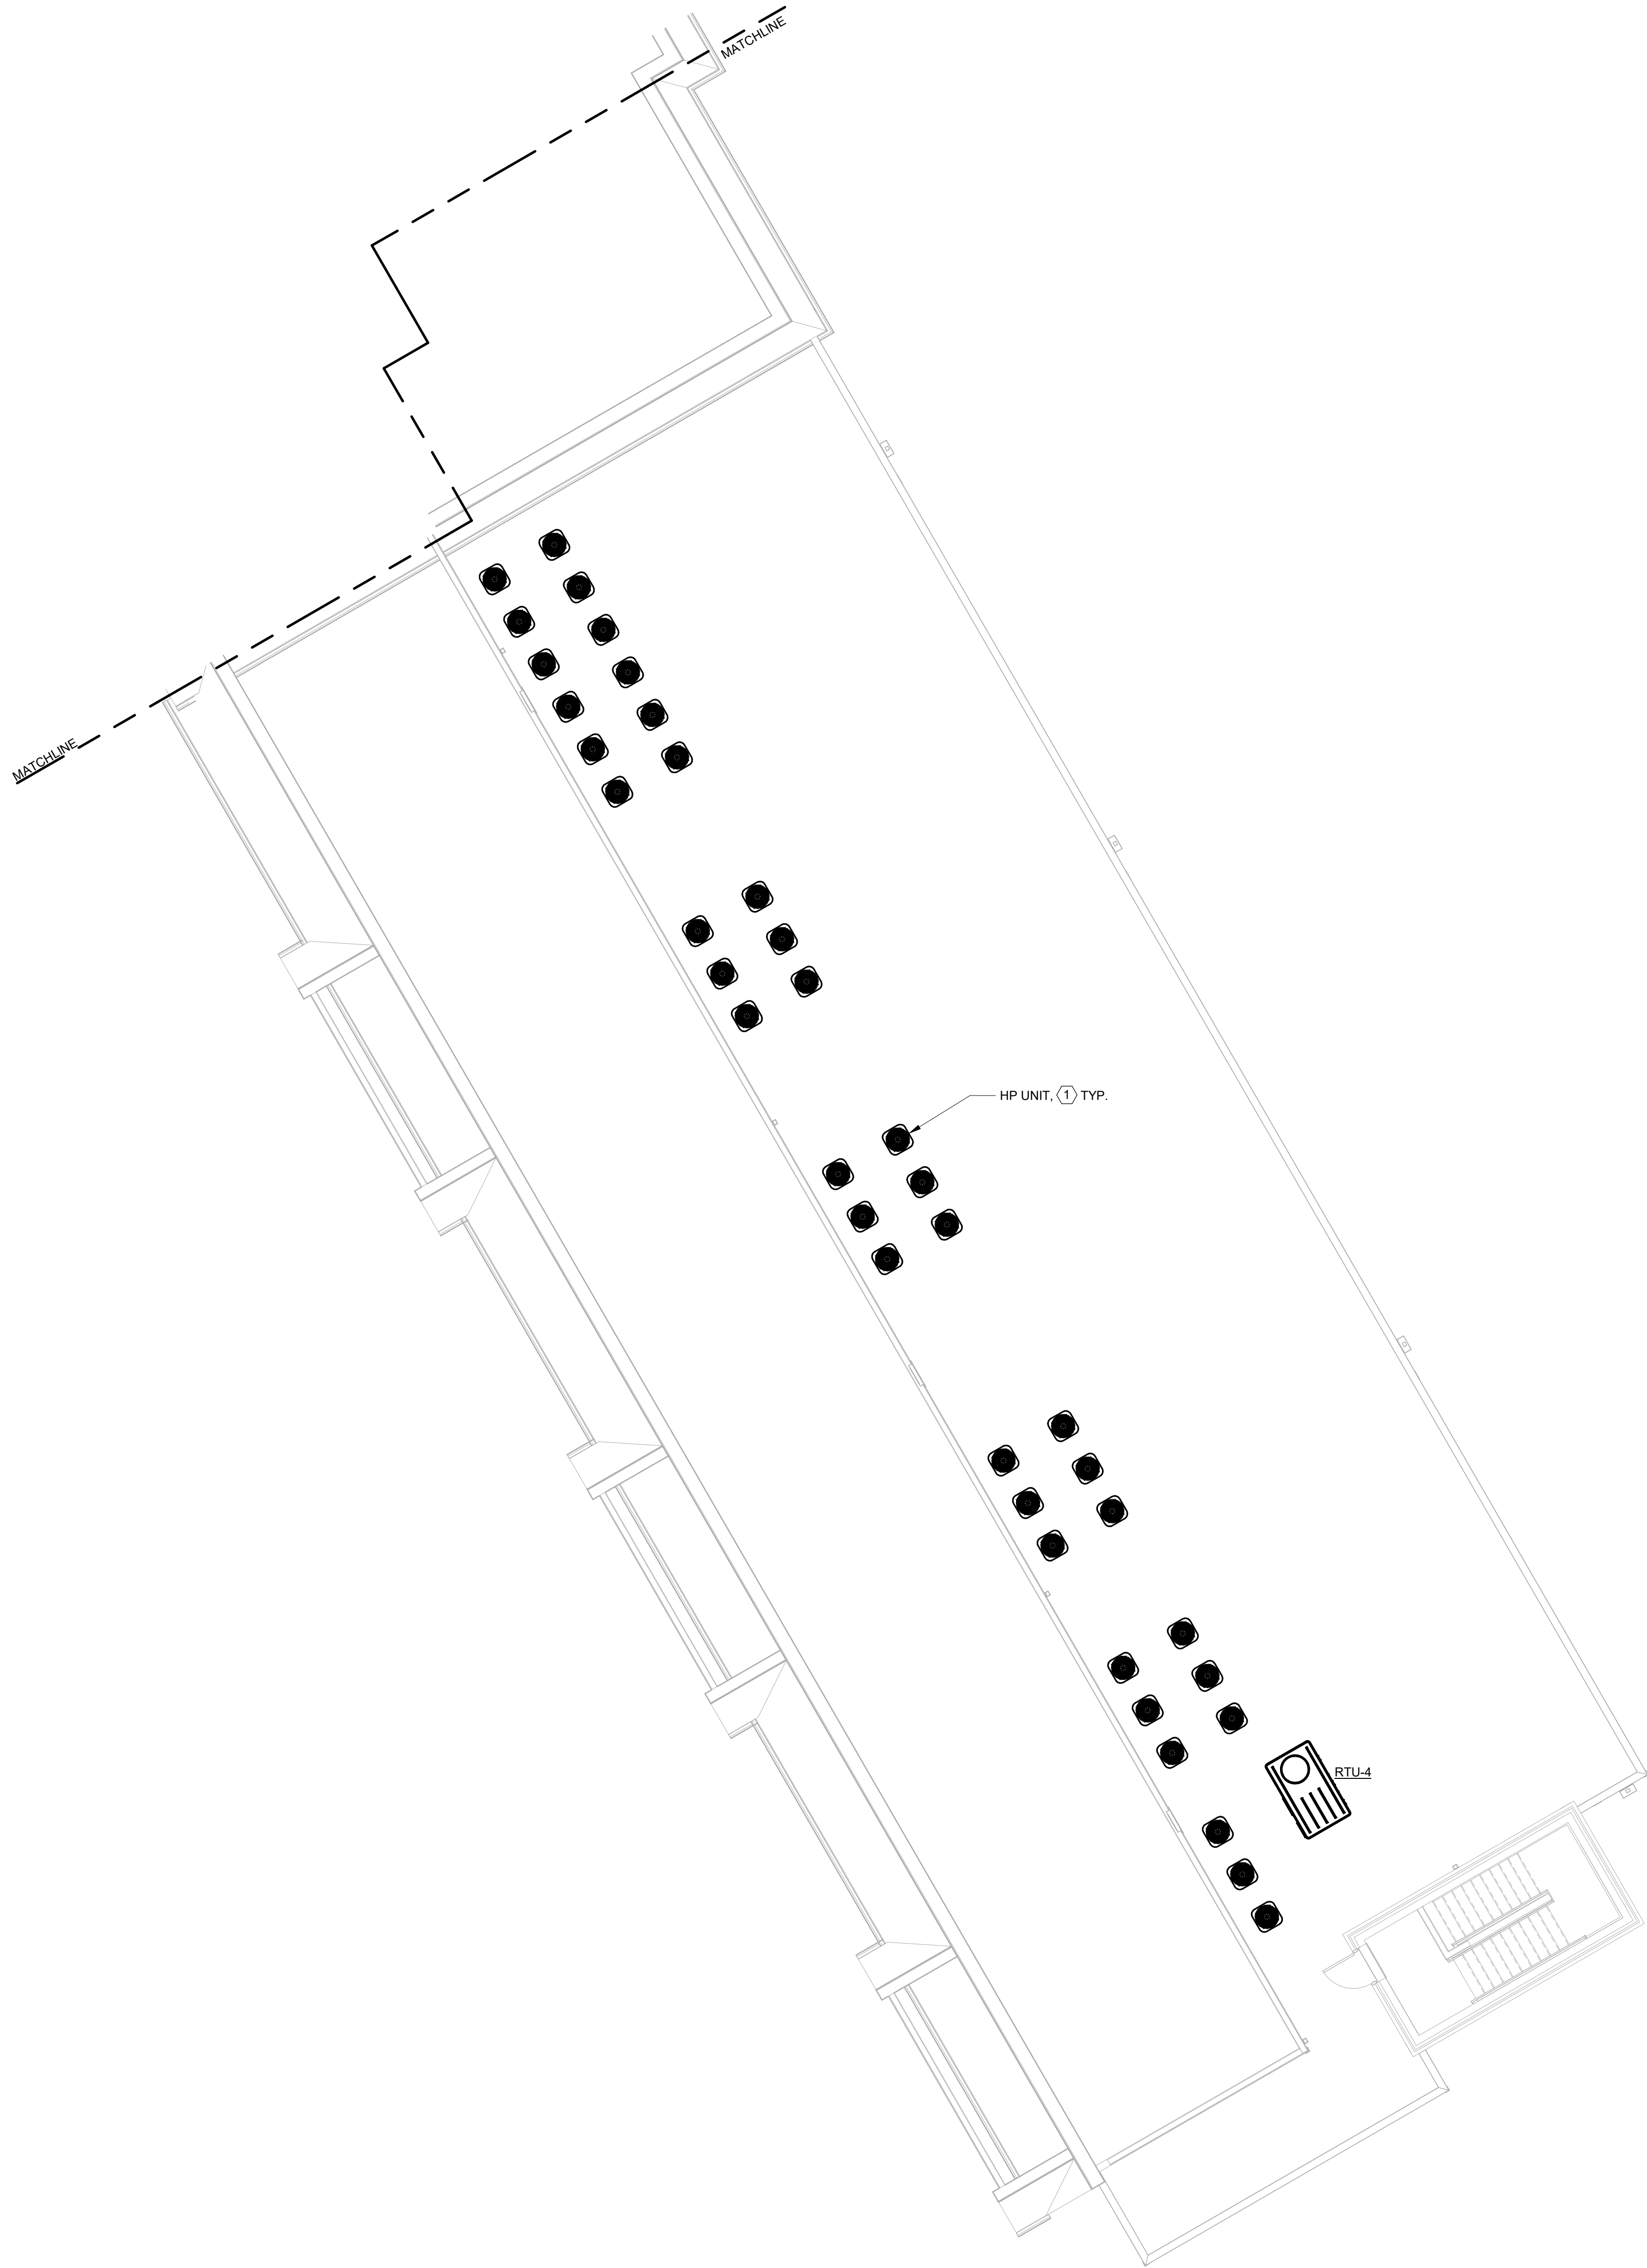 MATCHLINE
MATCHLINE
HP UNIT, 1 TYP.
RTU-4